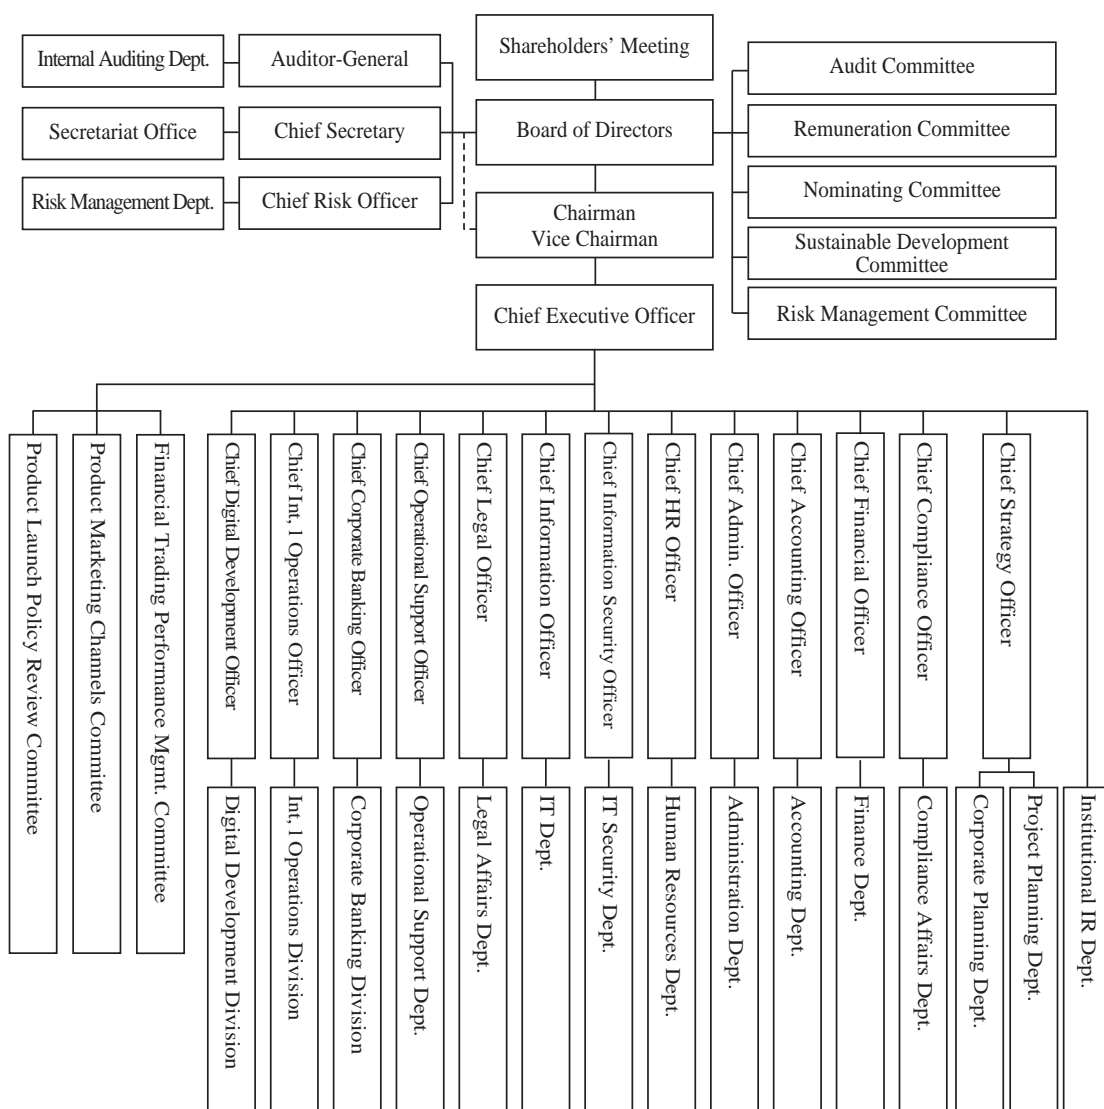 Shareholders’ Meeting
Internal Auditing Dept.
Auditor-General
Audit Committee
Secretariat Office
Chief Secretary
Board of Directors
Remuneration Committee
Risk Management Dept.
Chief Risk Officer
Nominating Committee
Chairman
Vice Chairman
Sustainable Development
Committee
Chief Executive Officer
Risk Management Committee
Product Launch Policy Review Committee
Product Marketing Channels Committee
Financial Trading Performance Mgmt. Committee
Chief Digital Development Officer
Chief Int, l Operations Officer
Chief Corporate Banking Officer
Chief Operational Support Officer
Chief Legal Officer
Chief Information Officer
Chief Information Security Officer
Chief HR Officer
Chief Admin. Officer
Chief Accounting Officer
Chief Financial Officer
Chief Compliance Officer
Chief Strategy Officer
Digital Development Division
Int, l Operations Division
Corporate Banking Division
Operational Support Dept.
Legal Affairs Dept.
IT Dept.
IT Security Dept.
Human Resources Dept.
Administration Dept.
Accounting Dept.
Finance Dept.
Compliance Affairs Dept.
Corporate Planning Dept.
Project Planning Dept.
Institutional IR Dept.